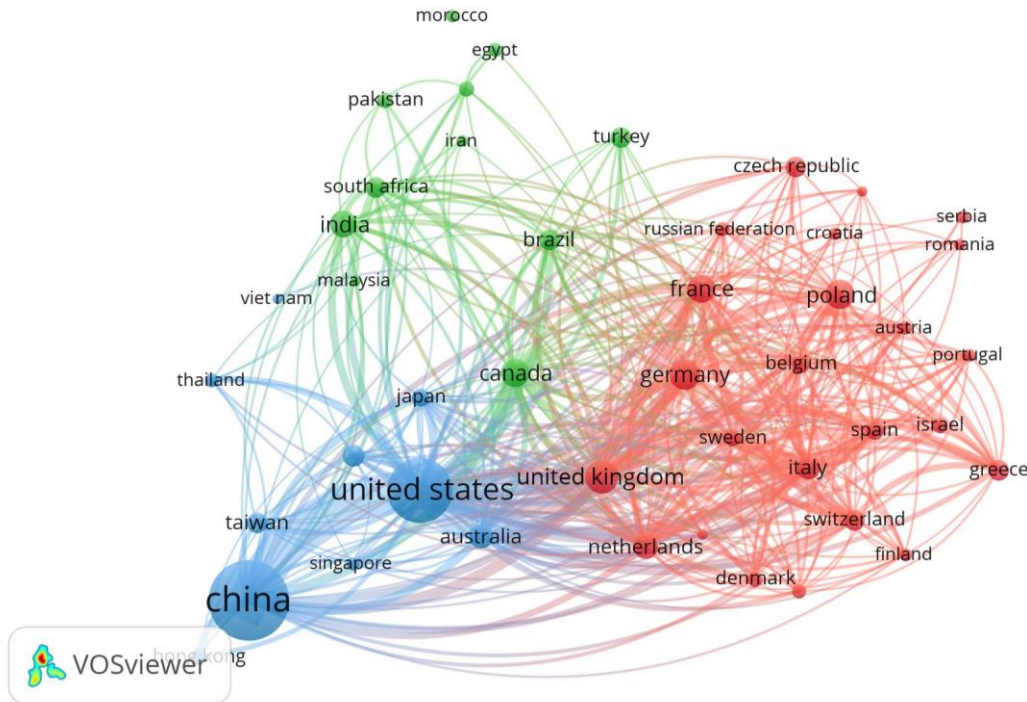 morocco
egypt
pakistan
iran
turkey
czech republic
south africa
india
brazil
russian federation
croatia
serbia
romania
malaysia
viet nam
france
poland
austria
portugal
thailand
japan
canada
germany
belgium
united states
united kingdom
sweden
italy
spain
israel
greece
taiwan
australia
singapore
netherlands
switzerland
finland
denmark
china
hong kong
VOSviewer